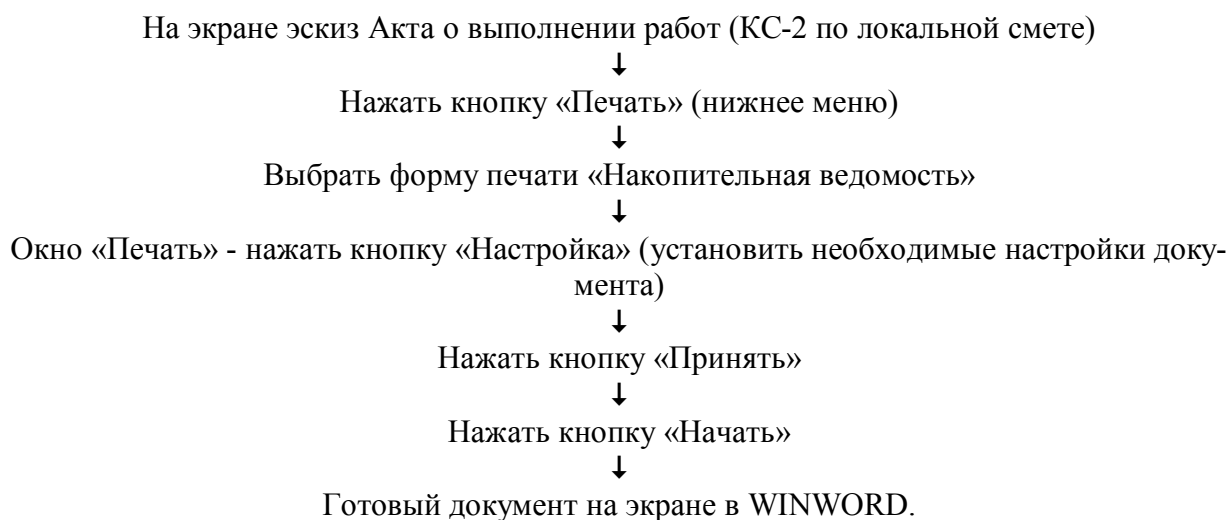 На экране эскиз Акта о выполнении работ (КС-2 по локальной смете)
↓
Нажать кнопку «Печать» (нижнее меню)
↓
Выбрать форму печати «Накопительная ведомость»
↓
Окно «Печать» - нажать кнопку «Настройка» (установить необходимые настройки доку-
мента)
↓
Нажать кнопку «Принять»
↓
Нажать кнопку «Начать»
↓
Готовый документ на экране в WINWORD.